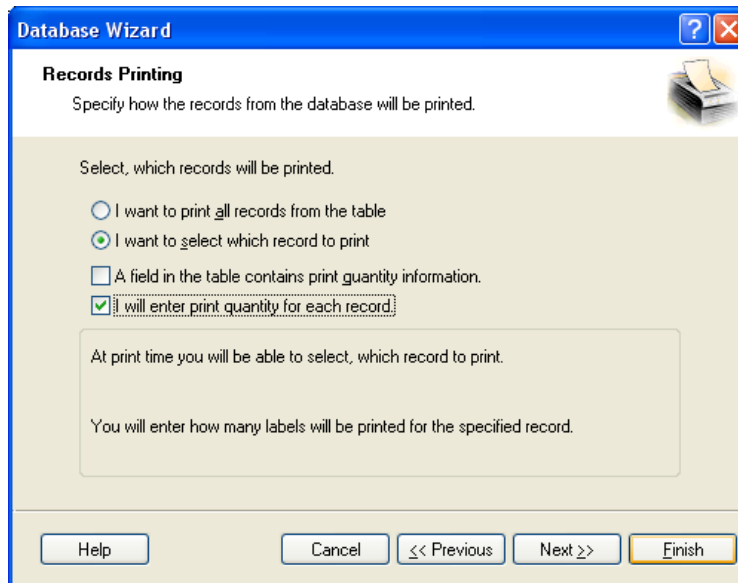 Database Wizard
?
Records Printing
Specify how the records from the database will be printed.
Select, which records will be printed.
I want to print all records from the table
I want to select which record to print
A field in the table contains print quantity information.
I will enter print quantity for each record.
At print time you will be able to select, which record to print.
You will enter how many labels will be printed for the specified record.
Help
Cancel
<< Previous
Next >>
Finish